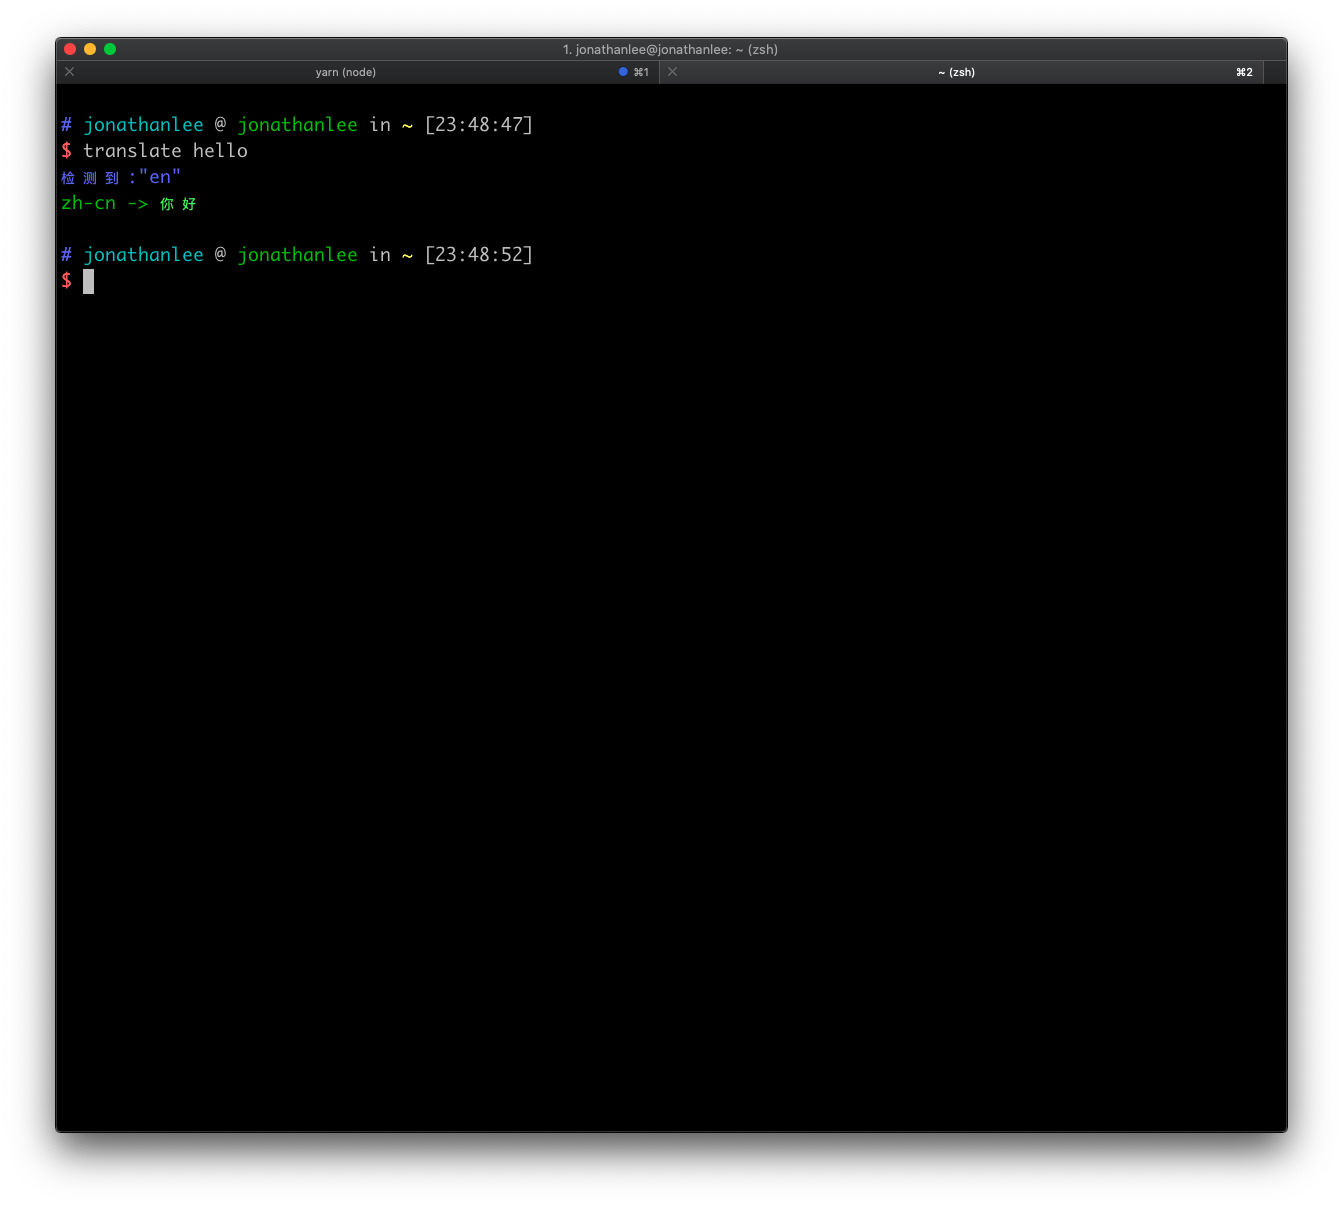 1. jonathanlee@jonathanlee: ~ (zsh)
yarn (node) ⌘1 ~ (zsh) ⌘2
# jonathanlee @ jonathanlee in ~ [23:48:47]
$ translate hello
检测到:"en"
zh-cn -> 你好
# jonathanlee @ jonathanlee in ~ [23:48:52]
$